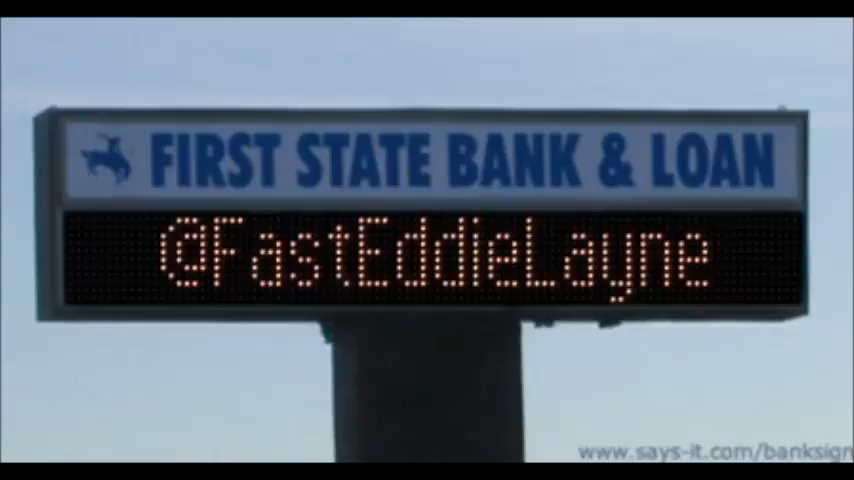 FIRST STATE BANK & LOAN
@FastEddieLayne
www.says-it.com/banksign